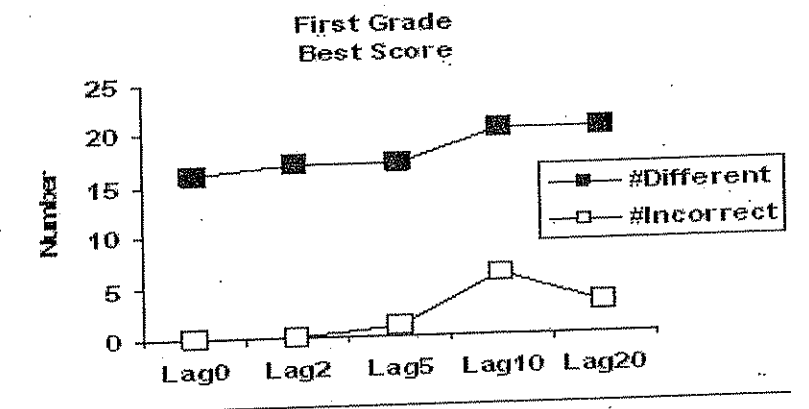 First Grade
Best Score
25
20
15
10
5
0
Number
#Different
#Incorrect
Lag0 Lag2 Lag5 Lag10 Lag20